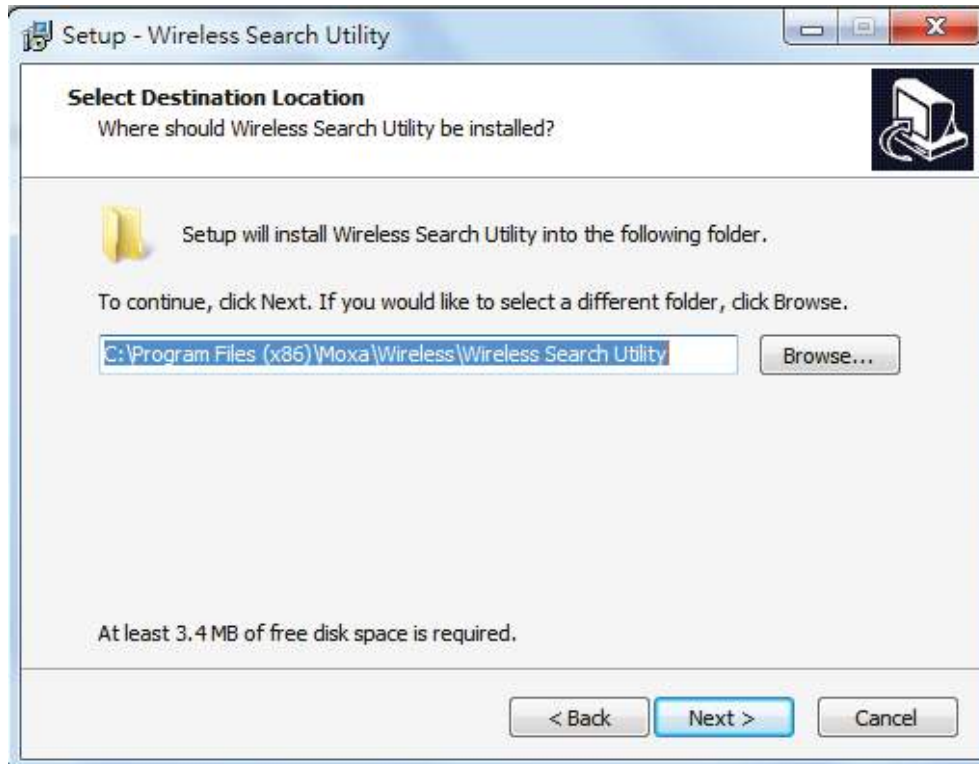 Setup - Wireless Search Utility
Select Destination Location
Where should Wireless Search Utility be installed?
Setup will install Wireless Search Utility into the following folder.
To continue, click Next. If you would like to select a different folder, click Browse.
C:\Program Files (x86)\Moxa\Wireless\Wireless Search Utility
Browse...
At least 3.4 MB of free disk space is required.
< Back
Next >
Cancel